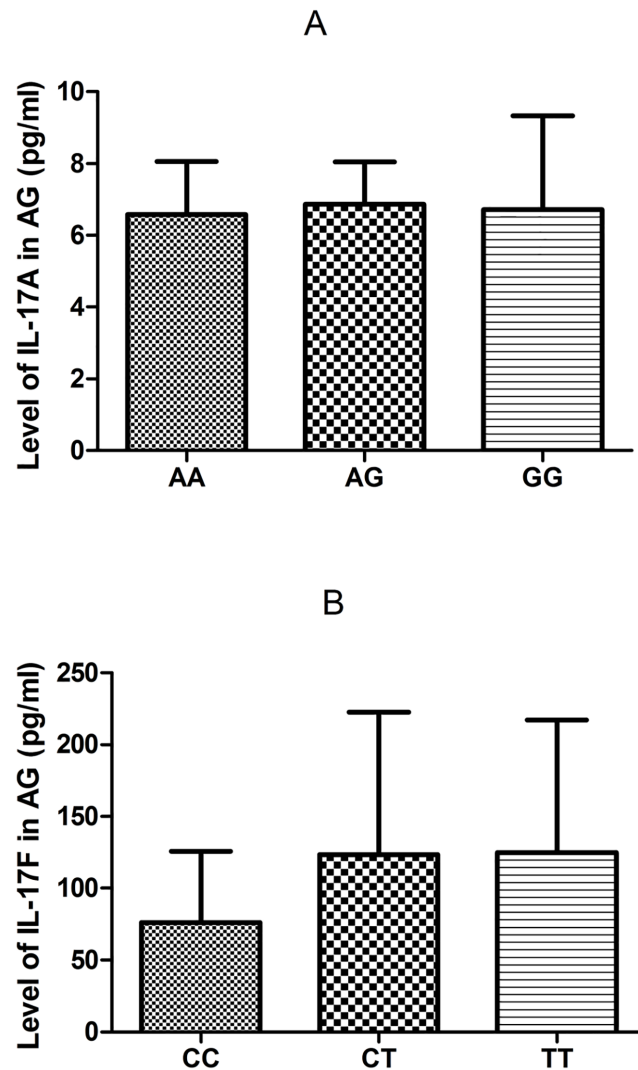 A
Level of IL-17A in AG (pg/ml)
10
8
6
4
2
0
AA AG GG
B
Level of IL-17F in AG (pg/ml)
250
200
150
100
50
0
CC CT TT